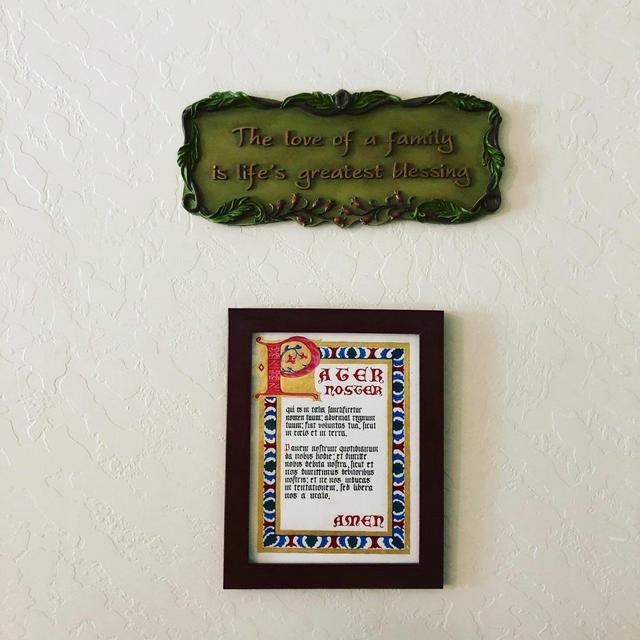 The love of a family
is life's greatest blessing
PATER
NOSTER
qui es in cœlis, sanctificetur
nomen tuum; adveniat regnum
tuum; fiat voluntas tua, sicut
in cœlo et in terra.
Panem nostrum quotidianum
da nobis hodie; et dimitte
nobis debita nostra, sicut et
nos dimittimus debitoribus
nostris; et ne nos inducas
in tentationem, sed libera
nos a malo.
AMEN